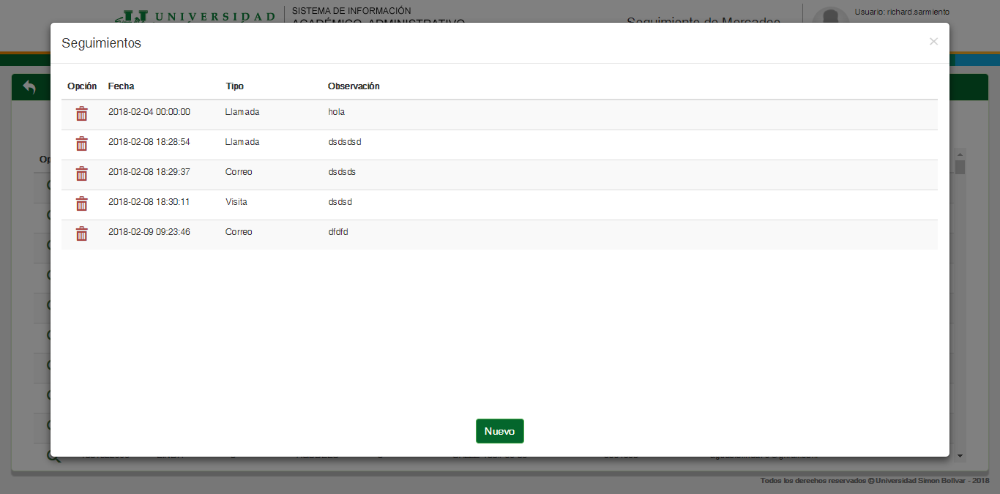 UNIVERSIDAD
SISTEMA DE INFORMACIÓN
ACADÉMICO, ADMINISTRATIVO
Seguimiento de Mercadeo
Usuario: richard.sarmiento
Seguimientos
×
Opción Fecha Tipo Observación
2018-02-04 00:00:00 Llamada hola
2018-02-08 18:28:54 Llamada dsdsdsd
2018-02-08 18:29:37 Correo dsdsds
2018-02-08 18:30:11 Visita dsdsd
2018-02-09 09:23:46 Correo dfdfd
Op
Nuevo
Todos los derechos reservados @ Universidad Simon Bolívar - 2018